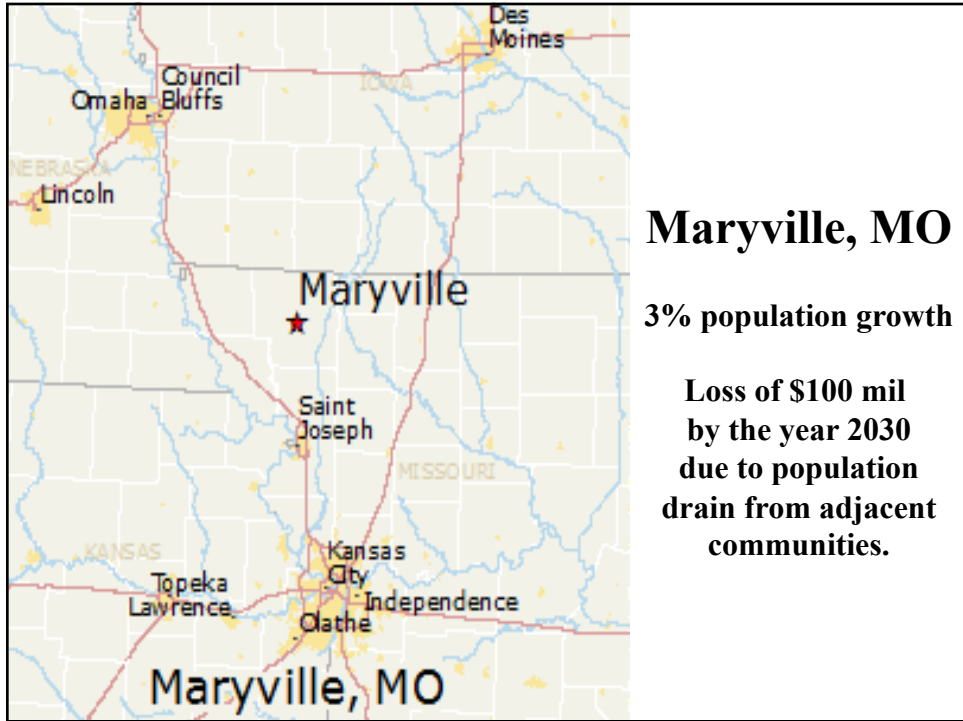 Des
Moines
IOWA
Council
Omaha Bluffs
NEBRASKA
Lincoln
Maryville
Saint
Joseph
MISSOURI
KANSAS
Kansas
City
Topeka
Lawrence
Independence
Olathe
Maryville, MO
Maryville, MO
3% population growth
Loss of $100 mil
by the year 2030
due to population
drain from adjacent
communities.